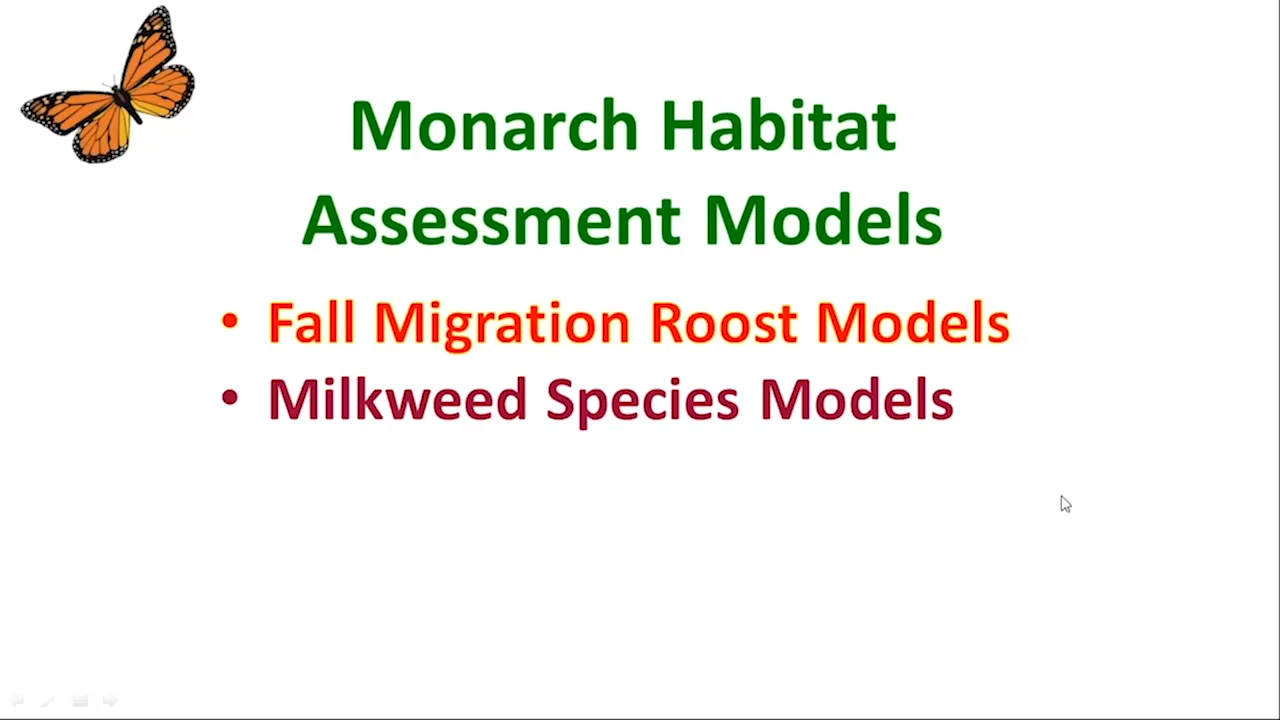 Monarch Habitat
Assessment Models
• Fall Migration Roost Models
• Milkweed Species Models